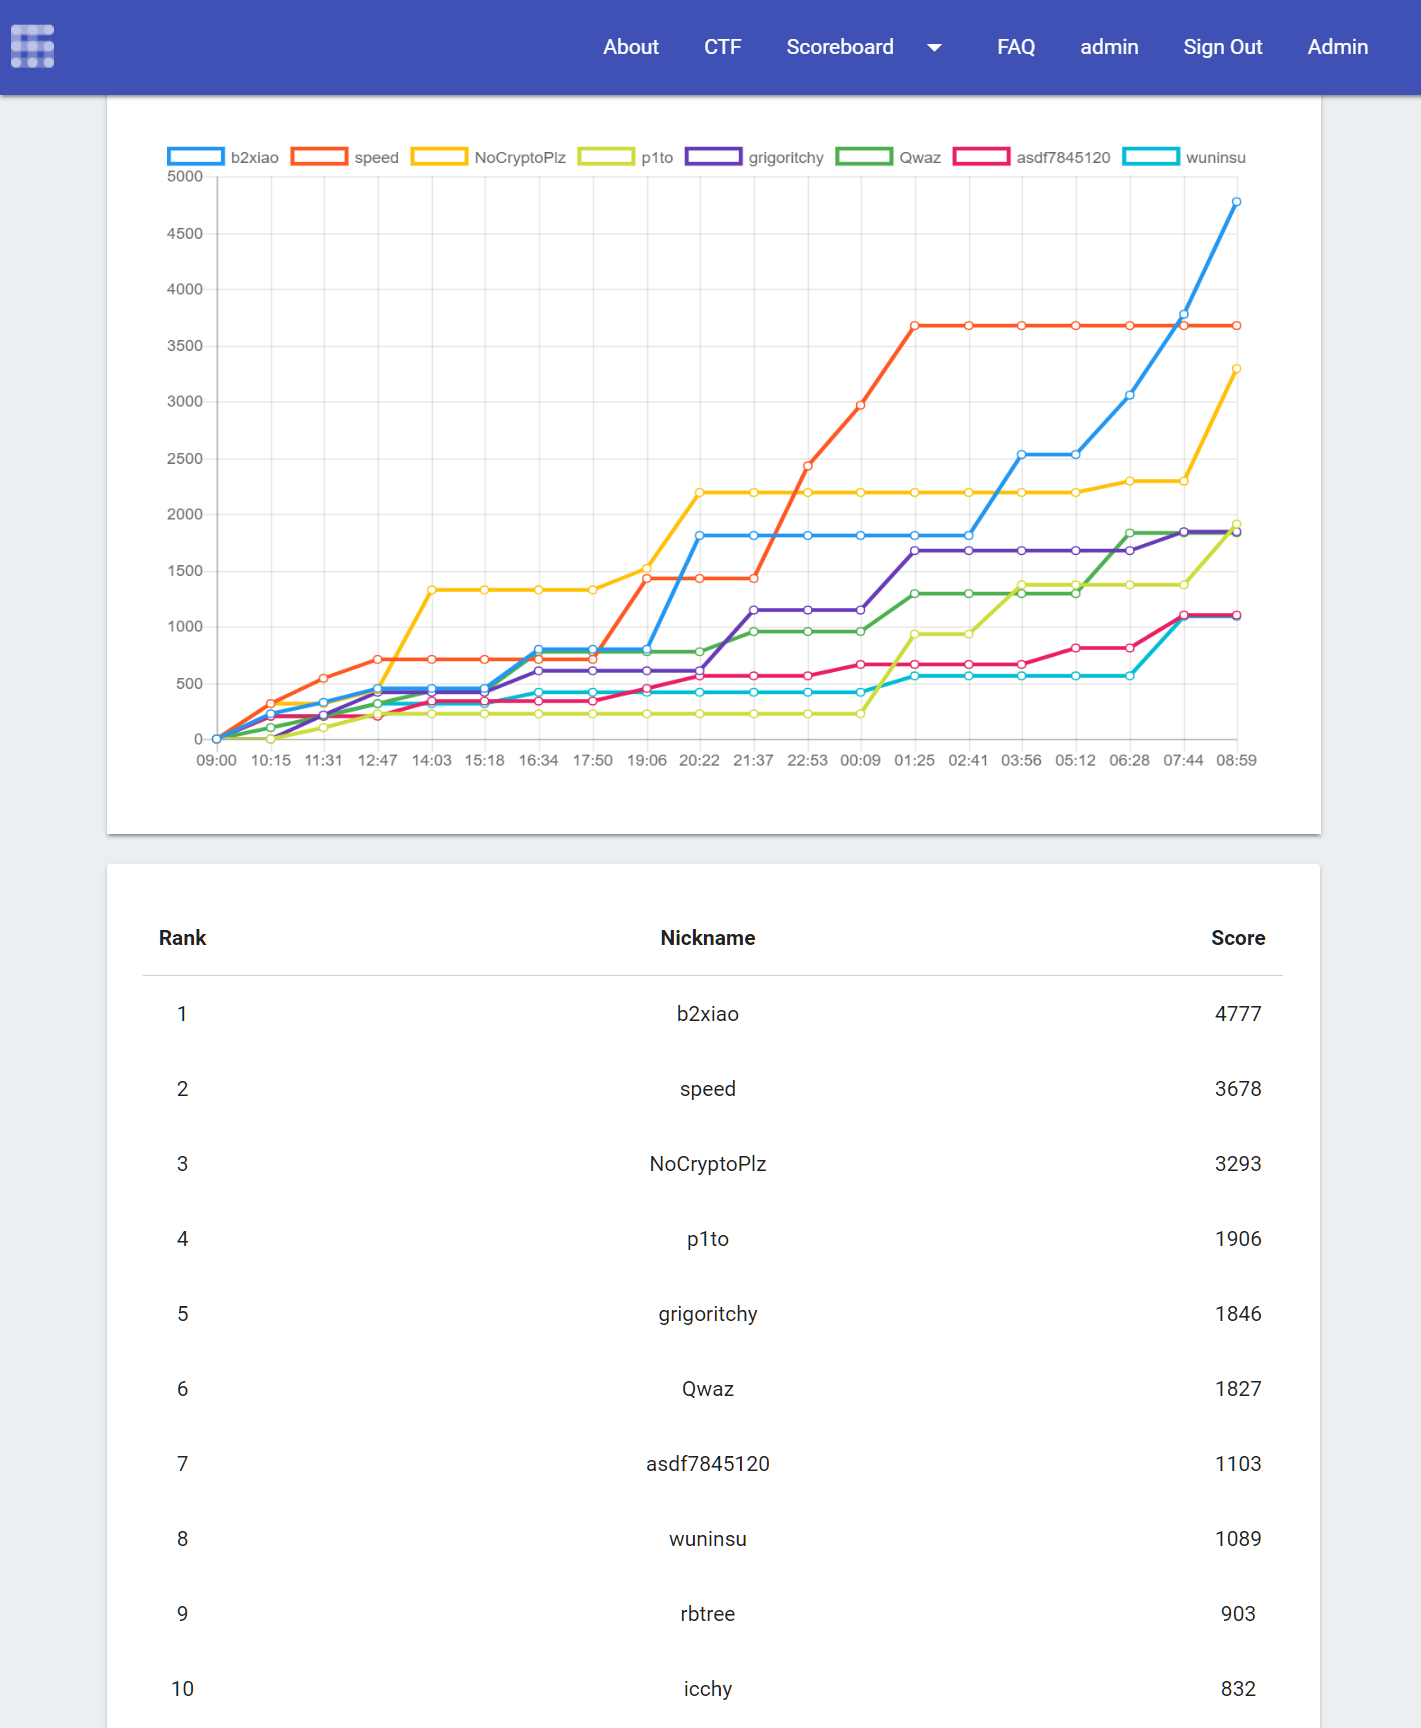 About CTF Scoreboard FAQ admin Sign Out Admin
b2xiao speed NoCryptoPlz p1to grigoritchy Qwaz asdf7845120 wuninsu
5000
4500
4000
3500
3000
2500
2000
1500
1000
500
0
09:00 10:15 11:31 12:47 14:03 15:18 16:34 17:50 19:06 20:22 21:37 22:53 00:09 01:25 02:41 03:56 05:12 06:28 07:44 08:59
Rank Nickname Score
1 b2xiao 4777
2 speed 3678
3 NoCryptoPlz 3293
4 p1to 1906
5 grigoritchy 1846
6 Qwaz 1827
7 asdf7845120 1103
8 wuninsu 1089
9 rbtree 903
10 icchy 832